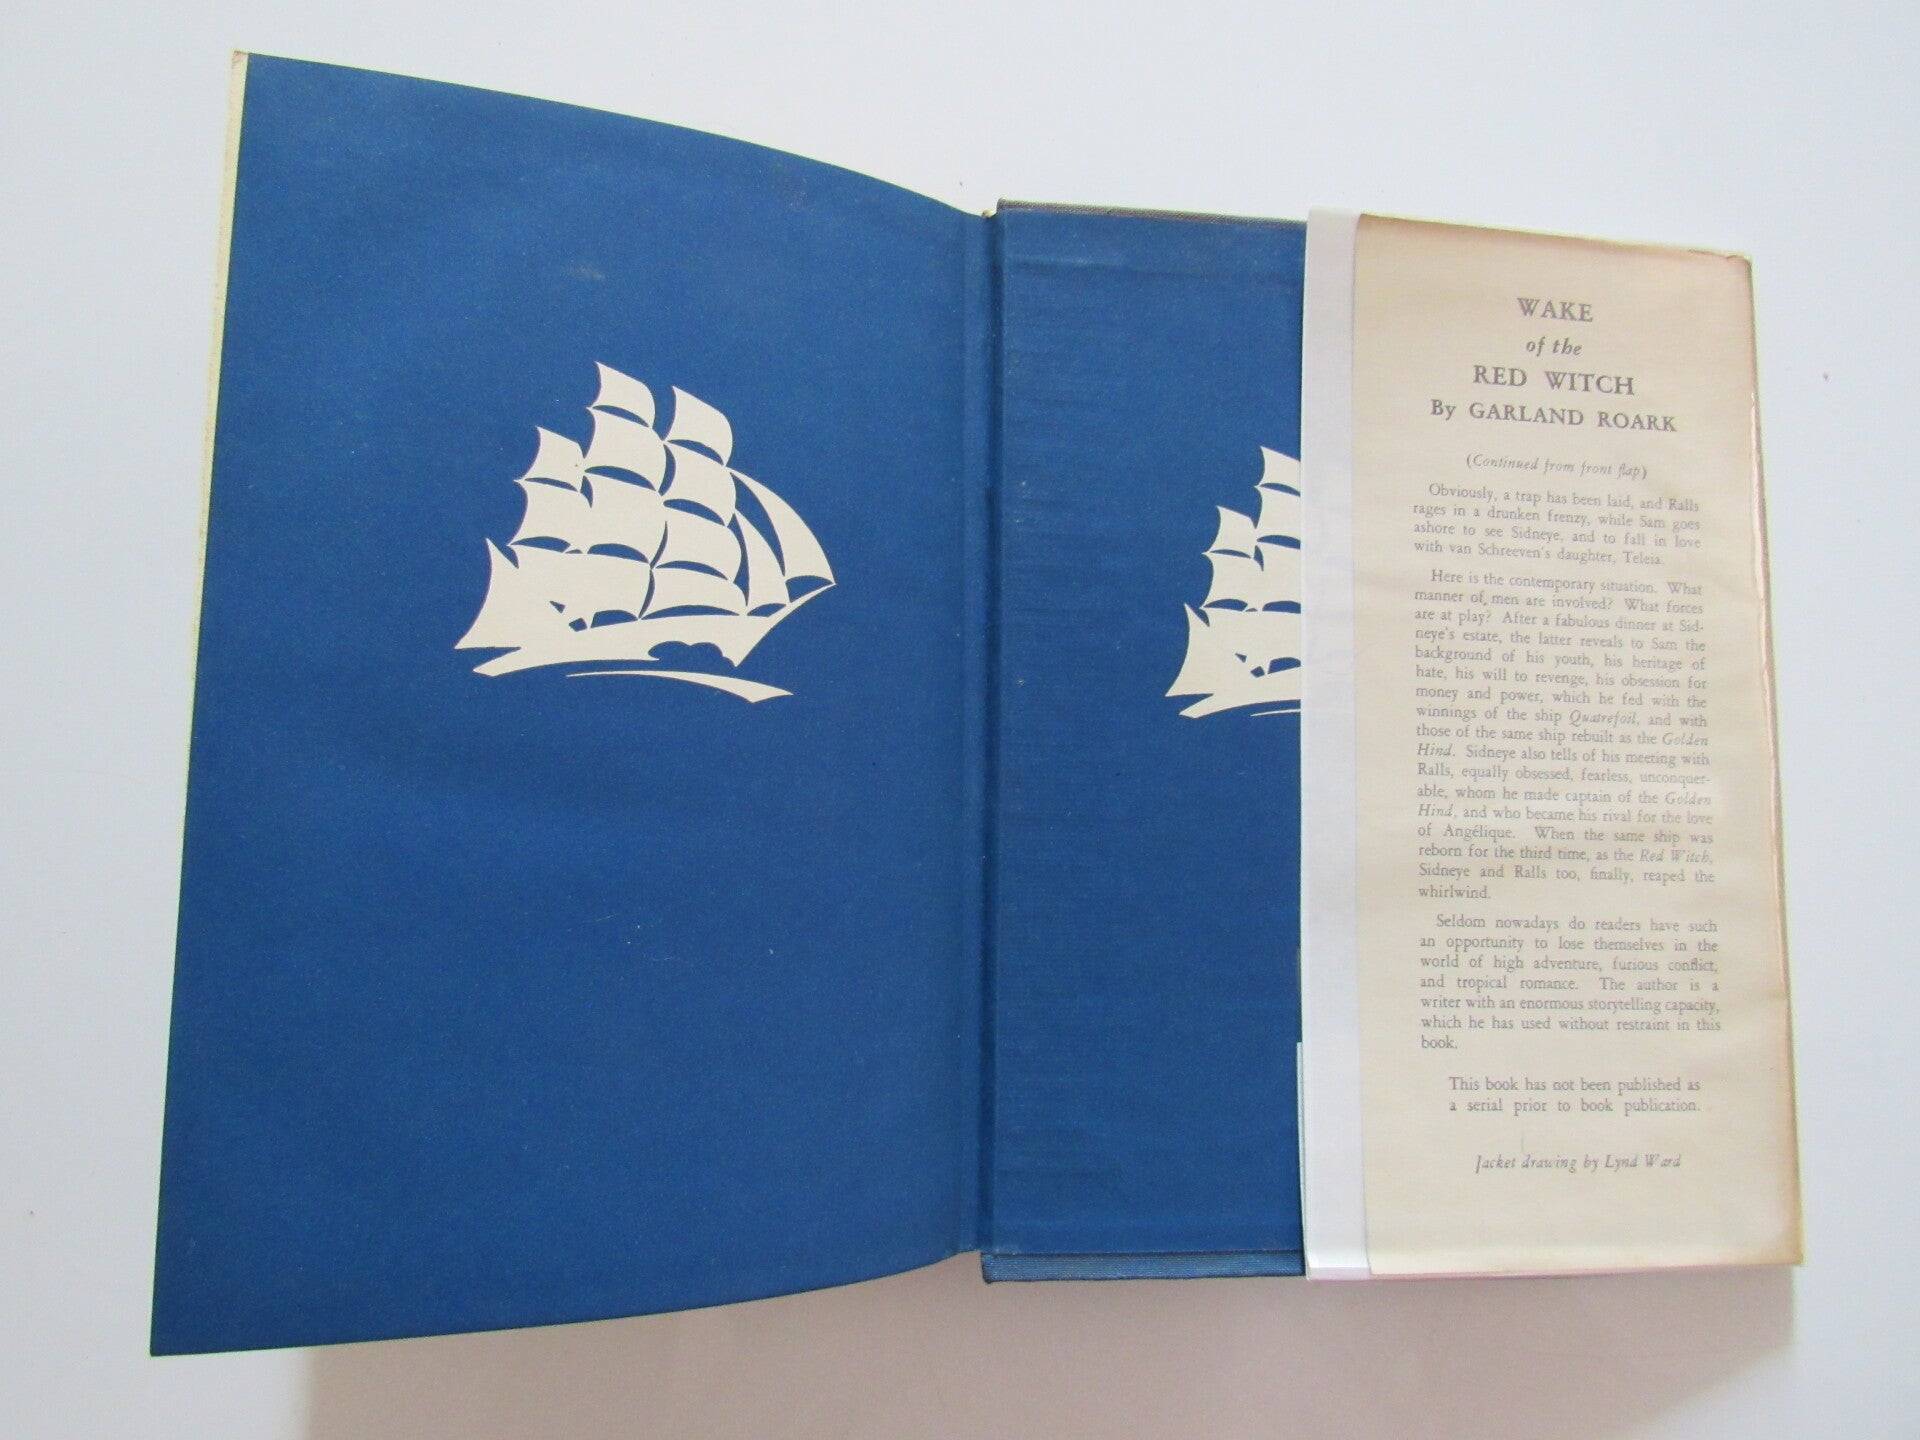 WAKE
of the
RED WITCH
By GARLAND ROARK
(Continued from front flap)
Obviously, a trap has been laid, and Ralls
rages in a drunken frenzy, while Sam goes
ashore to see Sidneye, and to fall in love
with van Schreeven's daughter, Teleia.
Here is the contemporary situation. What
manner of men are involved? What forces
are at play? After a fabulous dinner at Sid-
neye's estate, the latter reveals to Sam the
background of his youth, his heritage of
hate, his will to revenge, his obsession for
money and power, which he fed with the
winnings of the ship Quatrefoil, and with
those of the same ship rebuilt as the Golden
Hind. Sidneye also tells of his meeting with
Ralls, equally obsessed, fearless, unconquer-
able, whom he made captain of the Golden
Hind, and who became his rival for the love
of Angélique. When the same ship was
reborn for the third time, as the Red Witch,
Sidneye and Ralls too, finally, reaped the
whirlwind.
Seldom nowadays do readers have such
an opportunity to lose themselves in the
world of high adventure, furious conflict,
and tropical romance. The author is a
writer with an enormous storytelling capacity,
which he has used without restraint in this
book.
This book has not been published as
a serial prior to book publication.
Jacket drawing by Lynd Ward